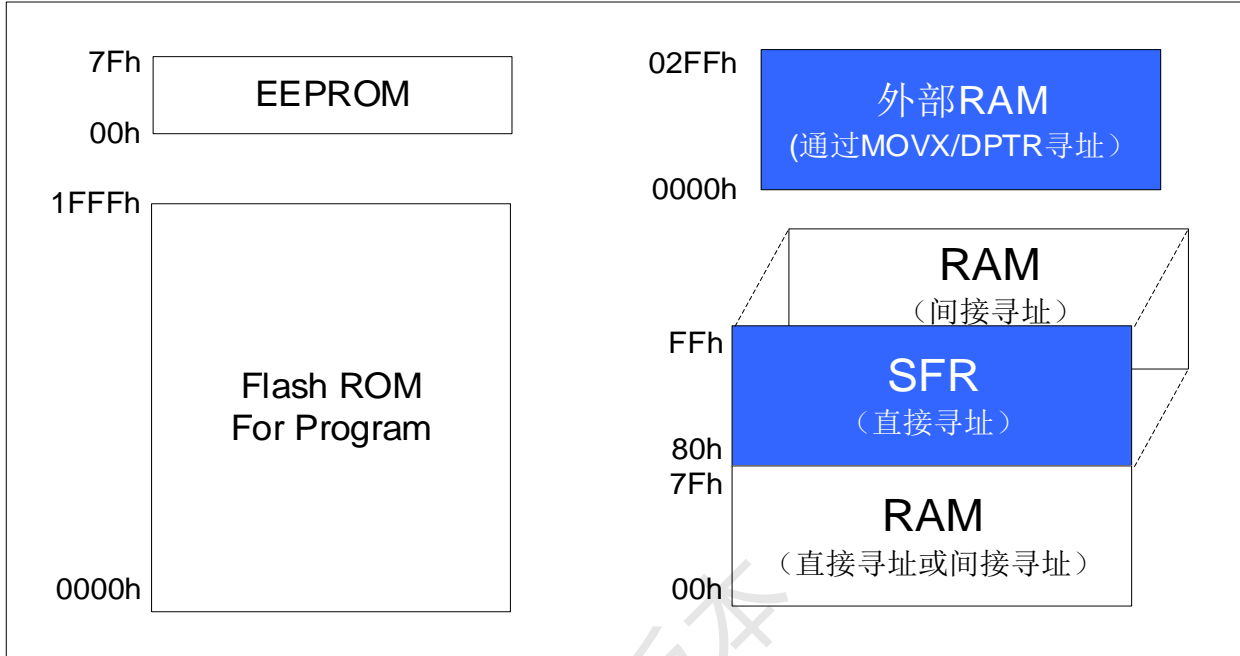 7Fh
EEPROM
00h
1FFFh
Flash ROM
For Program
0000h
02FFh
外部RAM
(通过MOVX/DPTR寻址）
0000h
RAM
（间接寻址）
FFh
SFR
（直接寻址）
80h
7Fh
RAM
（直接寻址或间接寻址）
00h
本